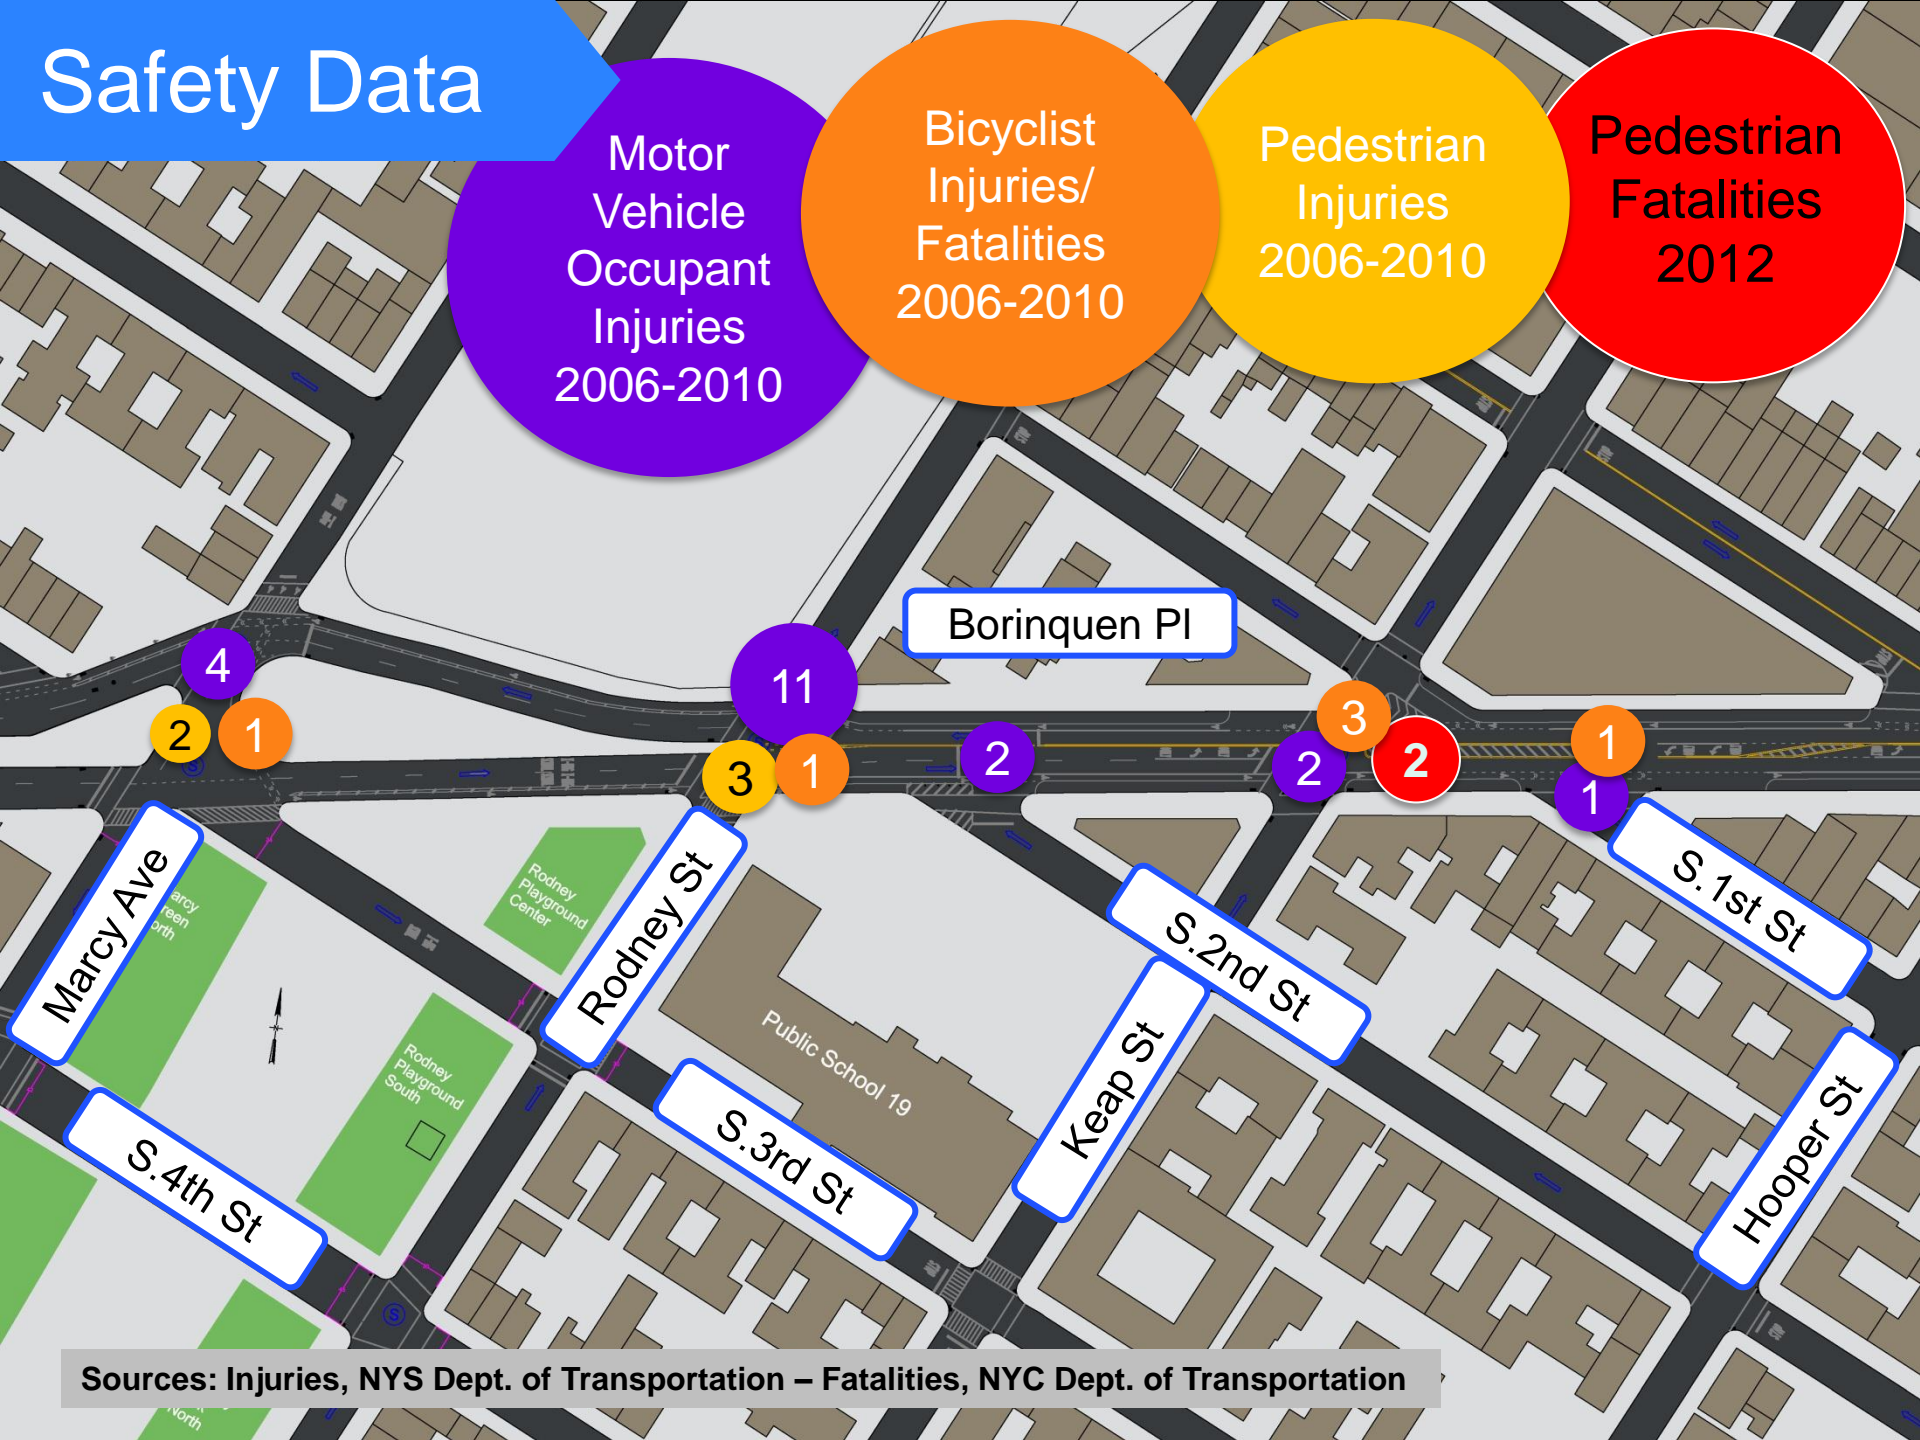 Safety Data
Motor
Vehicle
Occupant
Injuries
2006-2010
Bicyclist
Injuries/
Fatalities
2006-2010
Pedestrian
Injuries
2006-2010
Pedestrian
Fatalities
2012
Borinquen Pl
4
2
1
11
3
1
2
3
2
2
1
1
Marcy Ave
Rodney St
S.1st St
S.2nd St
Keap St
Hooper St
S.3rd St
S.4th St
Rodney
Playground
Center
Rodney
Playground
South
Public School 19
S
S
North
Sources: Injuries, NYS Dept. of Transportation – Fatalities, NYC Dept. of Transportation